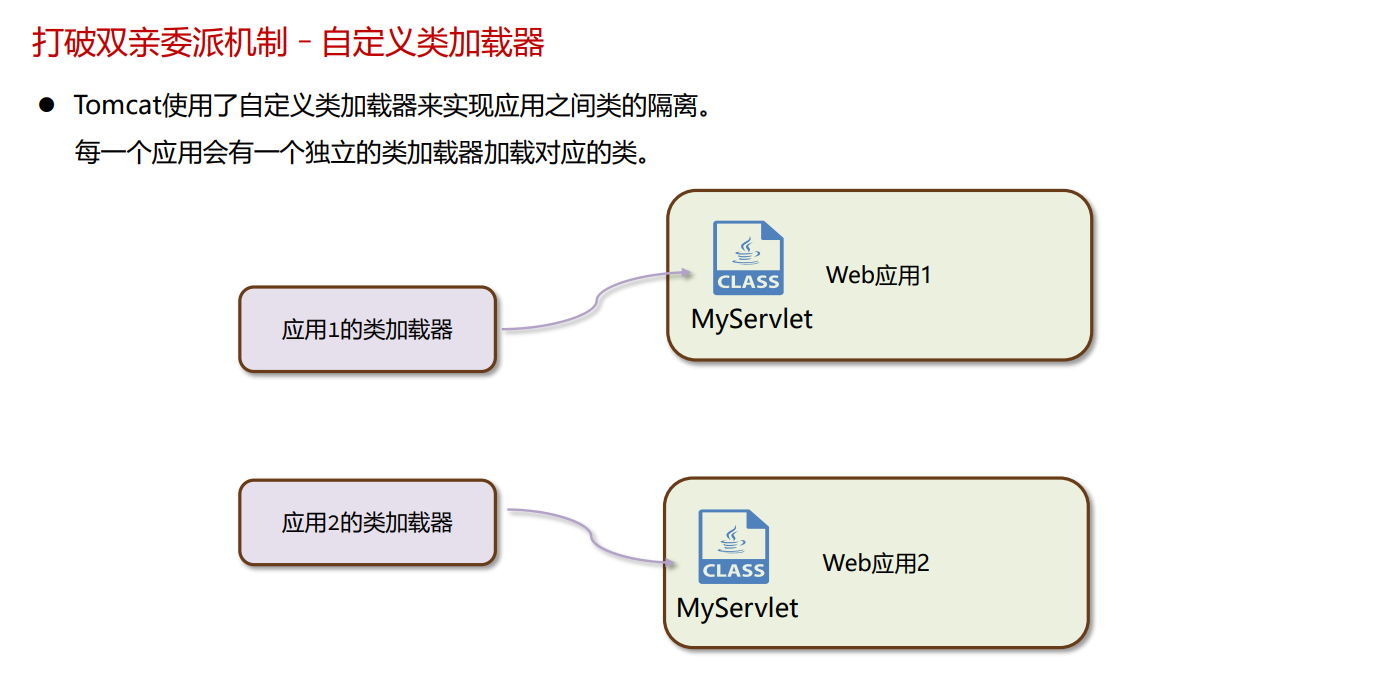 打破双亲委派机制 - 自定义类加载器
● Tomcat使用了自定义类加载器来实现应用之间类的隔离。
每一个应用会有一个独立的类加载器加载对应的类。
应用1的类加载器
CLASS
MyServlet
Web应用1
应用2的类加载器
CLASS
MyServlet
Web应用2